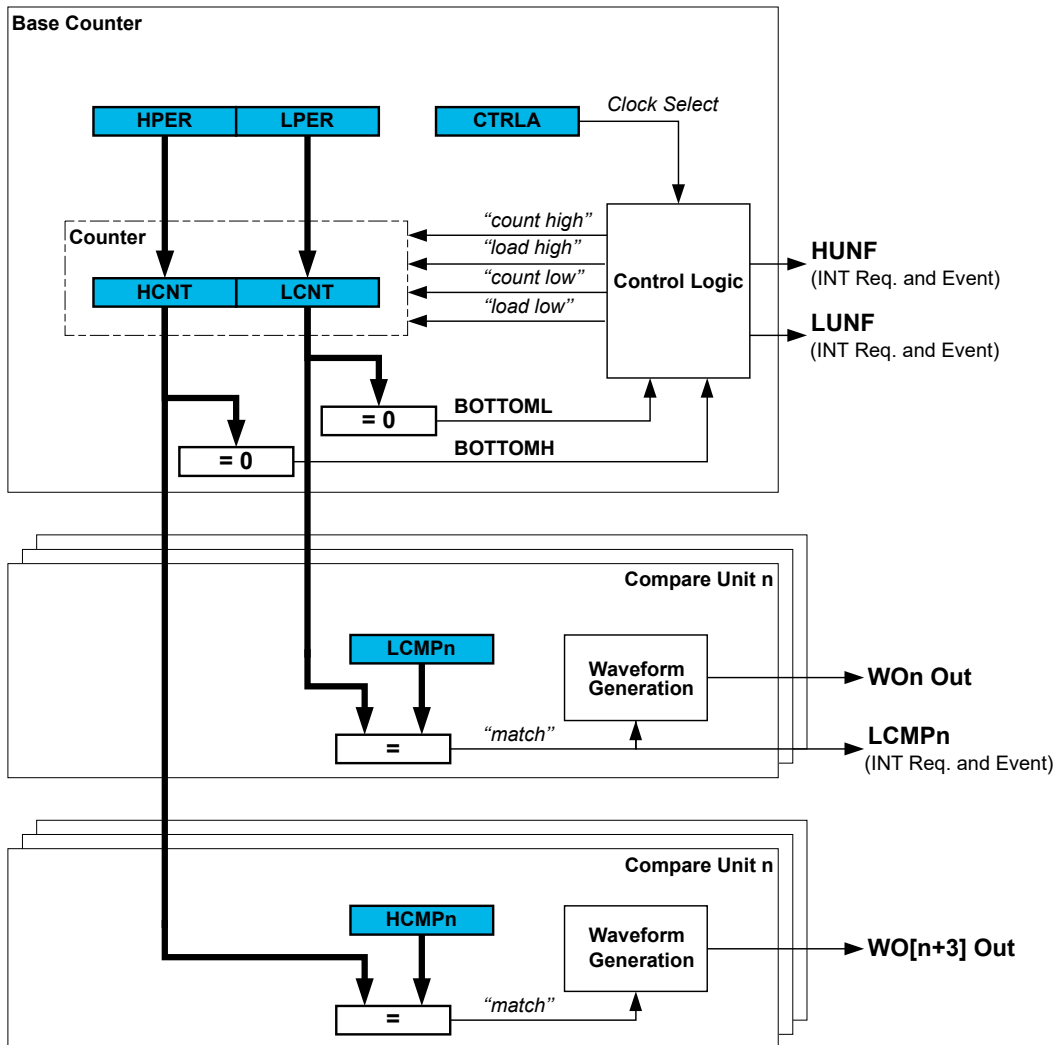 Base Counter
HPER LPER CTRLA
Clock Select
“count high”
“load high”
“count low”
“load low”
Counter
HCNT LCNT
Control Logic
HUNF
(INT Req. and Event)
LUNF
(INT Req. and Event)
= 0
BOTTOML
= 0
BOTTOMH
Compare Unit n
LCMPn
Waveform
Generation
WOn Out
=
“match”
LCMPn
(INT Req. and Event)
Compare Unit n
HCMPn
Waveform
Generation
WO[n+3] Out
=
“match”